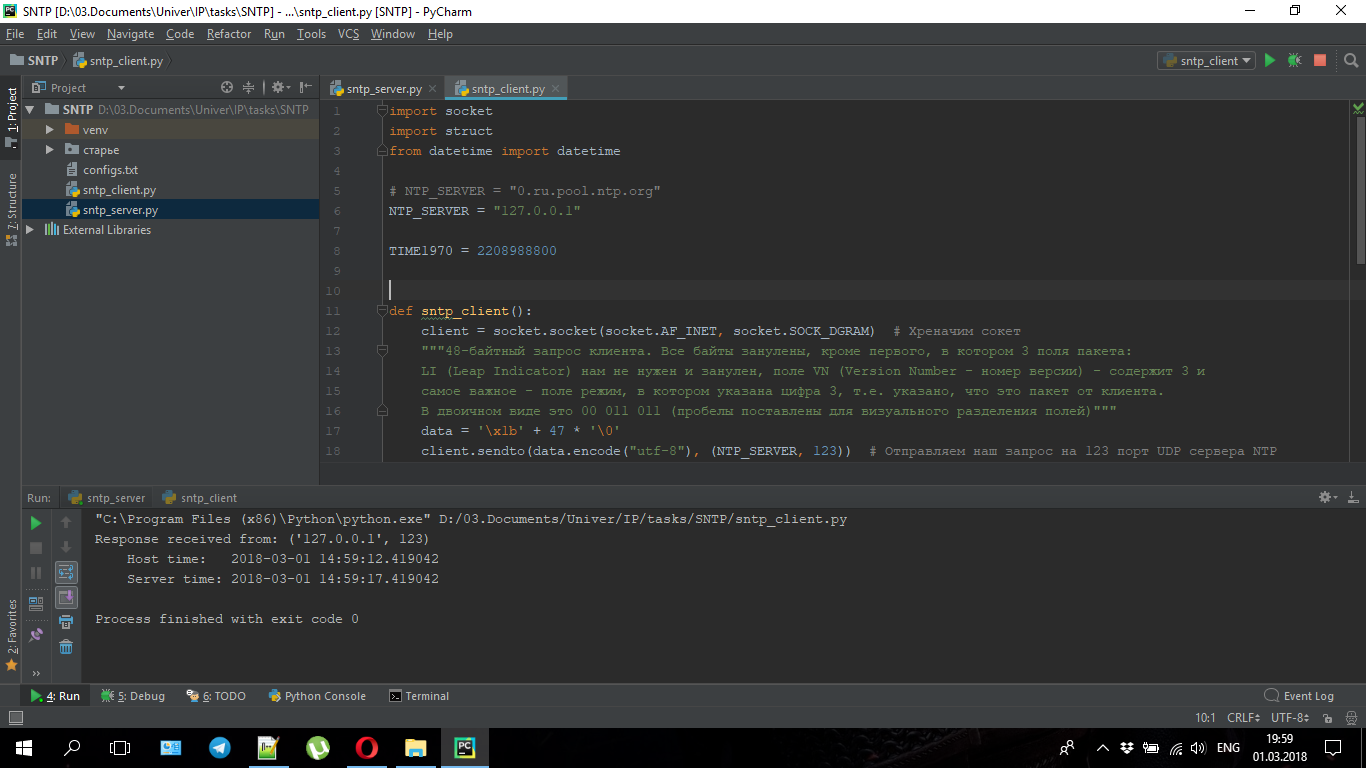 SNTP [D:\03.Documents\Univer\IP\tasks\SNTP] - ...\sntp_client.py [SNTP] - PyCharm
File Edit View Navigate Code Refactor Run Tools VCS Window Help
SNTP sntp_client.py sntp_client
Project
sntp_server.py sntp_client.py
1: Project
7: Structure
2: Favorites
SNTP D:\03.Documents\Univer\IP\tasks\SNTP
venv
старье
configs.txt
sntp_client.py
sntp_server.py
External Libraries
1 import socket
2 import struct
3 from datetime import datetime
4
5 # NTP_SERVER = "0.ru.pool.ntp.org"
6 NTP_SERVER = "127.0.0.1"
7
8 TIME1970 = 2208988800
9
10
11 def sntp_client():
12 client = socket.socket(socket.AF_INET, socket.SOCK_DGRAM) # Хреначим сокет
13 """48-байтный запрос клиента. Все байты занулены, кроме первого, в котором 3 поля пакета:
14 LI (Leap Indicator) нам не нужен и занулен, поле VN (Version Number - номер версии) - содержит 3 и
15 самое важное - поле режим, в котором указана цифра 3, т.е. указано, что это пакет от клиента.
16 В двоичном виде это 00 011 011 (пробелы поставлены для визуального разделения полей)"""
17 data = '\x1b' + 47 * '\0'
18 client.sendto(data.encode("utf-8"), (NTP_SERVER, 123)) # Отправляем наш запрос на 123 порт UDP сервера NTP
Run: sntp_server sntp_client
"C:\Program Files (x86)\Python\python.exe" D:/03.Documents/Univer/IP/tasks/SNTP/sntp_client.py
Response received from: ('127.0.0.1', 123)
Host time: 2018-03-01 14:59:12.419042
Server time: 2018-03-01 14:59:17.419042
Process finished with exit code 0
4: Run 5: Debug 6: TODO Python Console Terminal Event Log
10:1 CRLF UTF-8
PC
ENG
19:59
01.03.2018